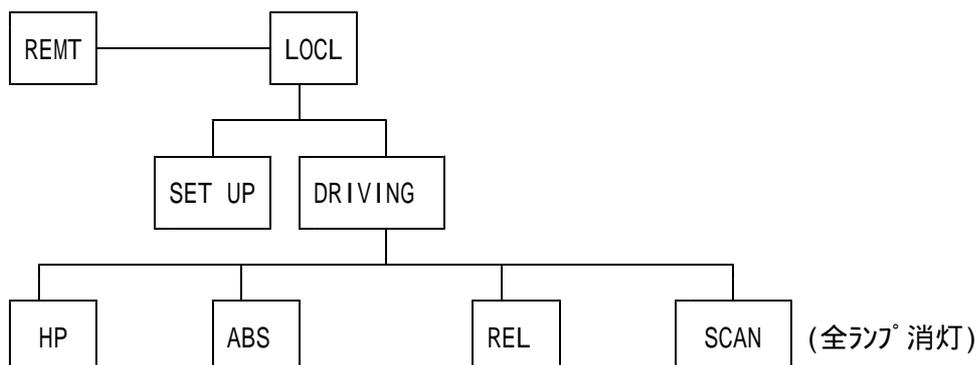 REMT LOCL
SET UP DRIVING
HP ABS REL SCAN (全ﾗﾝﾌﾟ消灯)